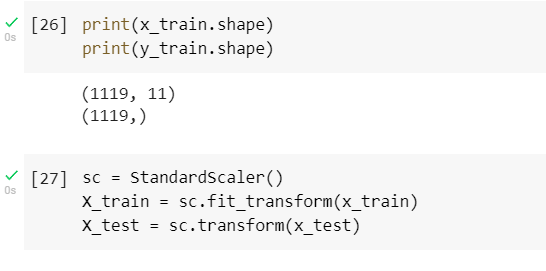 [26] print(x_train.shape)
0s
print(y_train.shape)
(1119, 11)
(1119,)
[27] sc = StandardScaler()
0s
X_train = sc.fit_transform(x_train)
X_test = sc.transform(x_test)